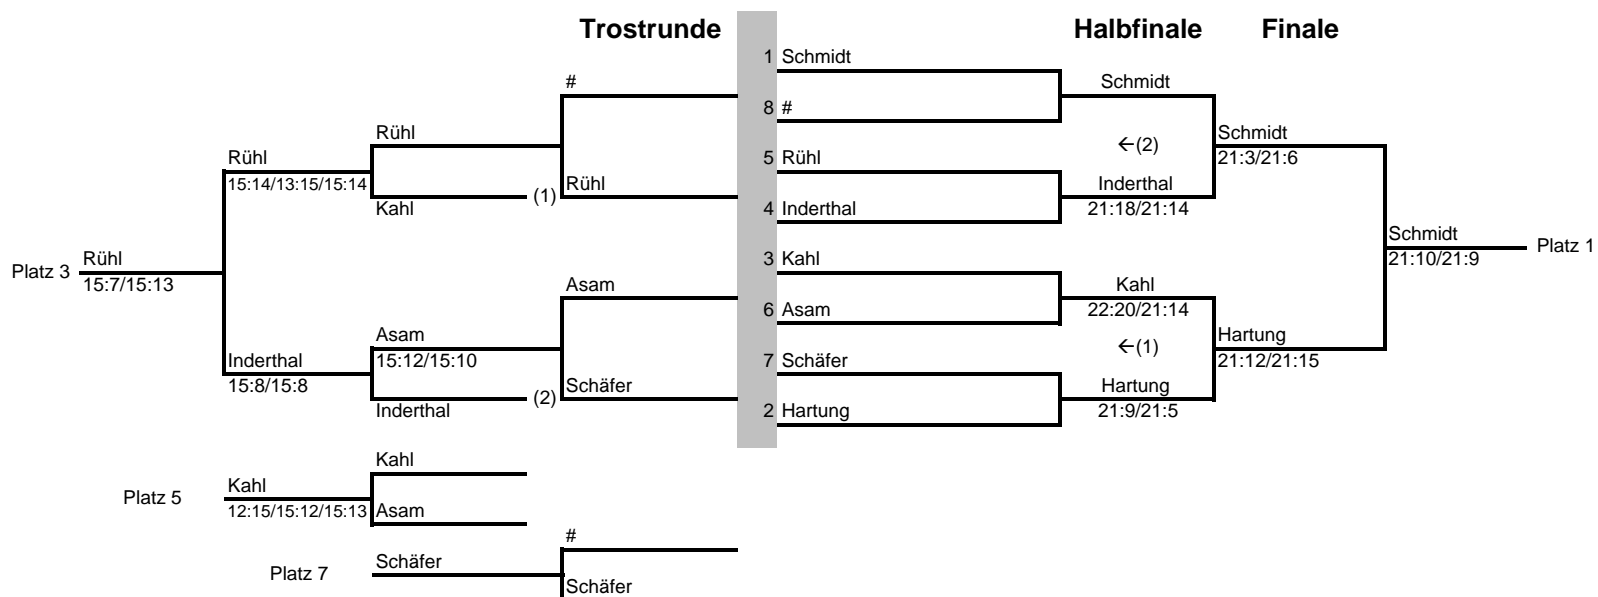 Trostrunde Halbfinale Finale
1 Schmidt
# Schmidt
8 #
Rühl ←(2) Schmidt
Rühl 5 Rühl 21:3/21:6
15:14/13:15/15:14 (1) Rühl Inderthal
Kahl 4 Inderthal 21:18/21:14
Schmidt
Platz 3 Rühl 3 Kahl 21:10/21:9 Platz 1
15:7/15:13 Asam Kahl
6 Asam 22:20/21:14
Asam ←(1) Hartung
Inderthal 15:12/15:10 7 Schäfer 21:12/21:15
15:8/15:8 (2) Schäfer Hartung
Inderthal 2 Hartung 21:9/21:5
Kahl
Platz 5 Kahl
12:15/15:12/15:13 Asam
#
Platz 7 Schäfer
Schäfer